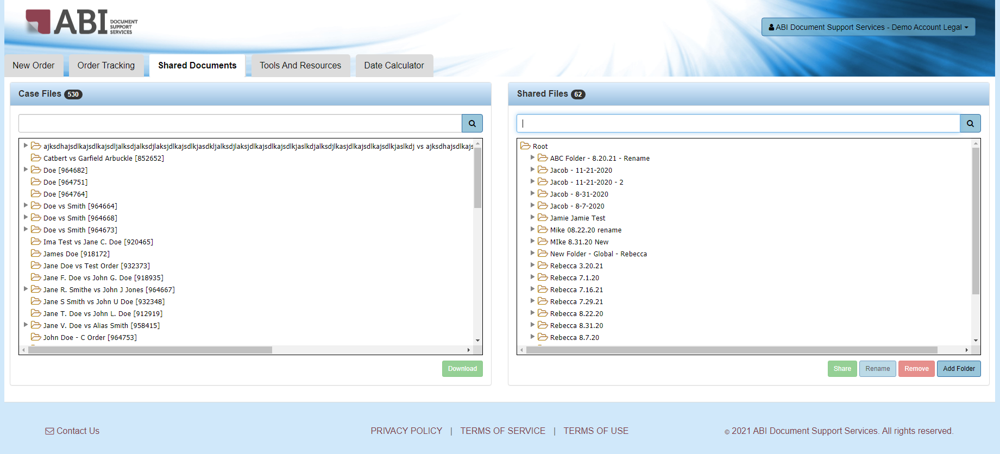 ABI DOCUMENT SUPPORT SERVICES
ABI Document Support Services - Demo Account Legal
New Order
Order Tracking
Shared Documents
Tools And Resources
Date Calculator
Case Files 530
ajksdhajsdlkajsdlkajsdljalksdjalksdjlaksjdlkajsdlkjasdkljalksdjlaksjdlkajsdlkajsdlkjaslkdjalksdjlkasjdlkajsdlkajsdlkjaslkdj vs ajksdhajsdlkajs
Catbert vs Garfield Arbuckle [852652]
Doe [964682]
Doe [964751]
Doe [964764]
Doe vs Smith [964664]
Doe vs Smith [964668]
Doe vs Smith [964673]
Ima Test vs Jane C. Doe [920465]
James Doe [918172]
Jane Doe vs Test Order [932373]
Jane F. Doe vs John G. Doe [918935]
Jane R. Smithe vs John J Jones [964667]
Jane S Smith vs John U Doe [932348]
Jane T. Doe vs John L. Doe [912919]
Jane V. Doe vs Alias Smith [958415]
John Doe - C Order [964753]
Download
Shared Files 62
Root
ABC Folder - 8.20.21 - Rename
Jacob - 11-21-2020
Jacob - 11-21-2020 - 2
Jacob - 8-31-2020
Jacob - 8-7-2020
Jamie Jamie Test
Mike 08.22.20 rename
MIke 8.31.20 New
New Folder - Global - Rebecca
Rebecca 3.20.21
Rebecca 7.1.20
Rebecca 7.16.21
Rebecca 7.29.21
Rebecca 8.22.20
Rebecca 8.31.20
Rebecca 8.7.20
Share
Rename
Remove
Add Folder
Contact Us
PRIVACY POLICY | TERMS OF SERVICE | TERMS OF USE
© 2021 ABI Document Support Services. All rights reserved.